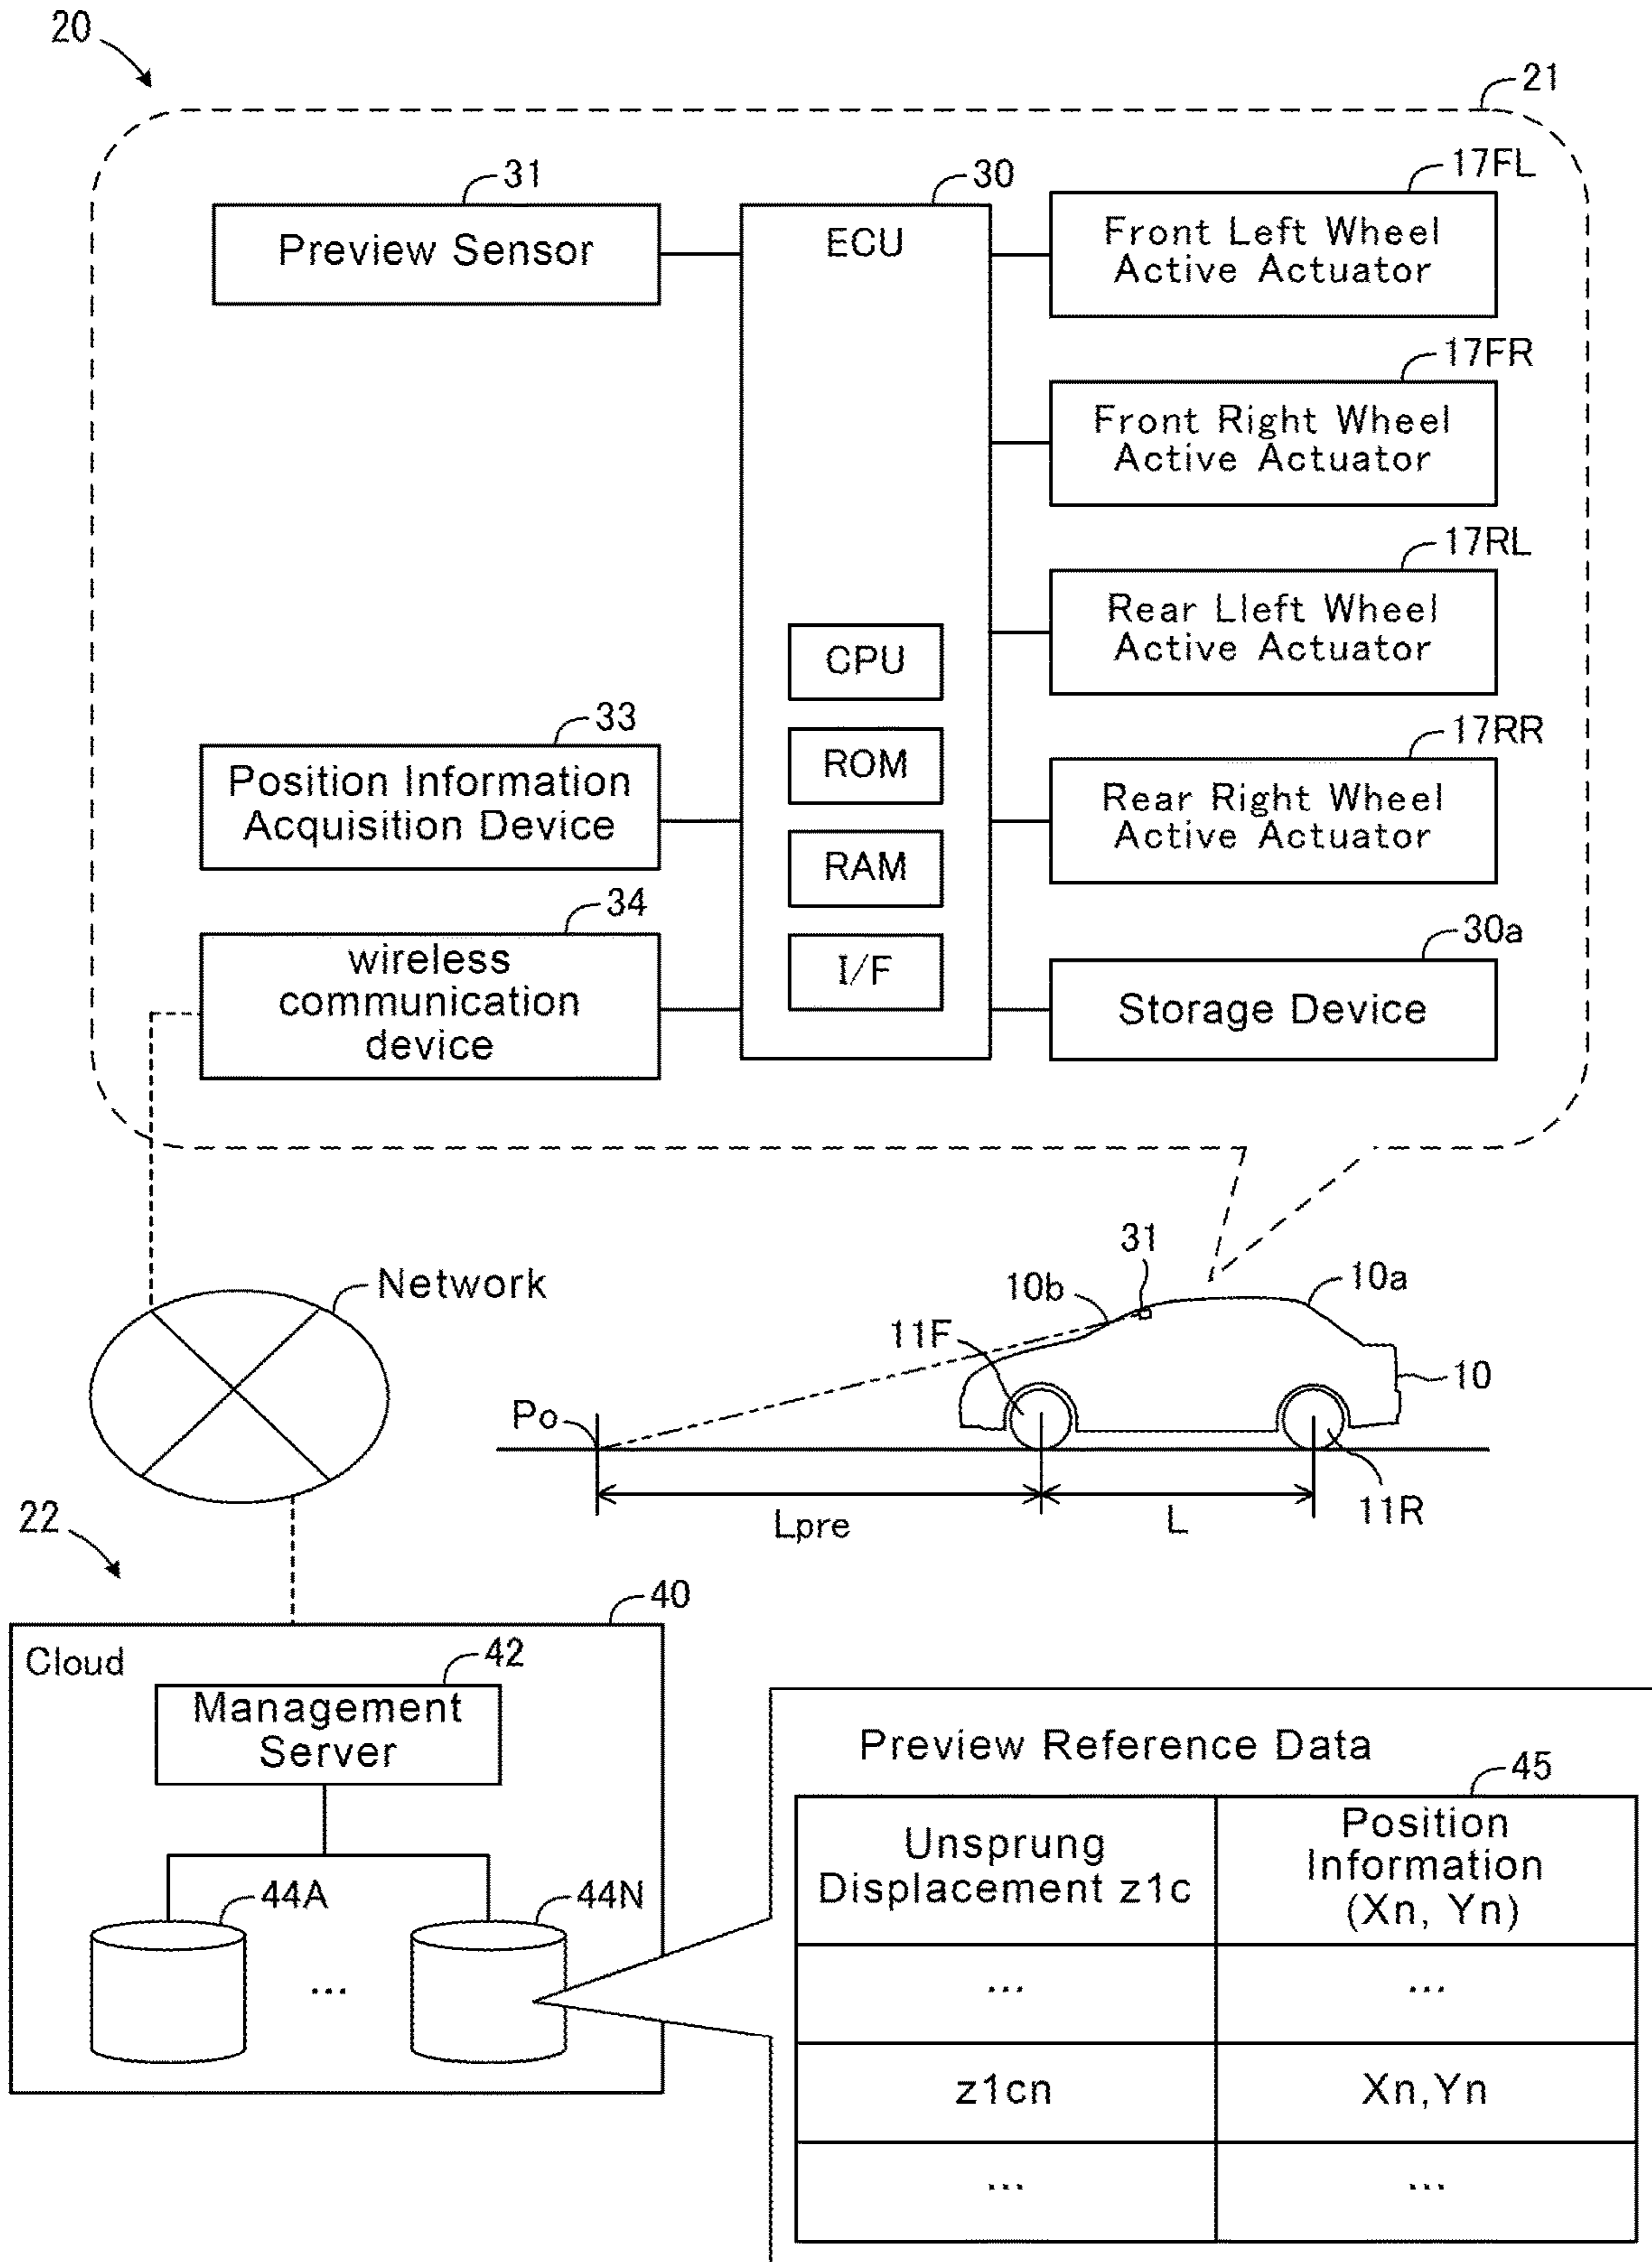 20
21
31
30
17FL
Preview Sensor
ECU
Front Left Wheel
Active Actuator
17FR
Front Right Wheel
Active Actuator
17RL
Rear Lleft Wheel
Active Actuator
CPU
33
17RR
Position Information
Acquisition Device
ROM
Rear Right Wheel
Active Actuator
RAM
34
30a
wireless
communication
device
I/F
Storage Device
Network
31
10b
10a
11F
10
Po
Lpre
L
11R
22
40
Cloud
42
Management
Server
44A
44N
...
Preview Reference Data
45
Unsprung
Displacement z1c
Position
Information
(Xn, Yn)
...
...
z1cn
Xn,Yn
...
...